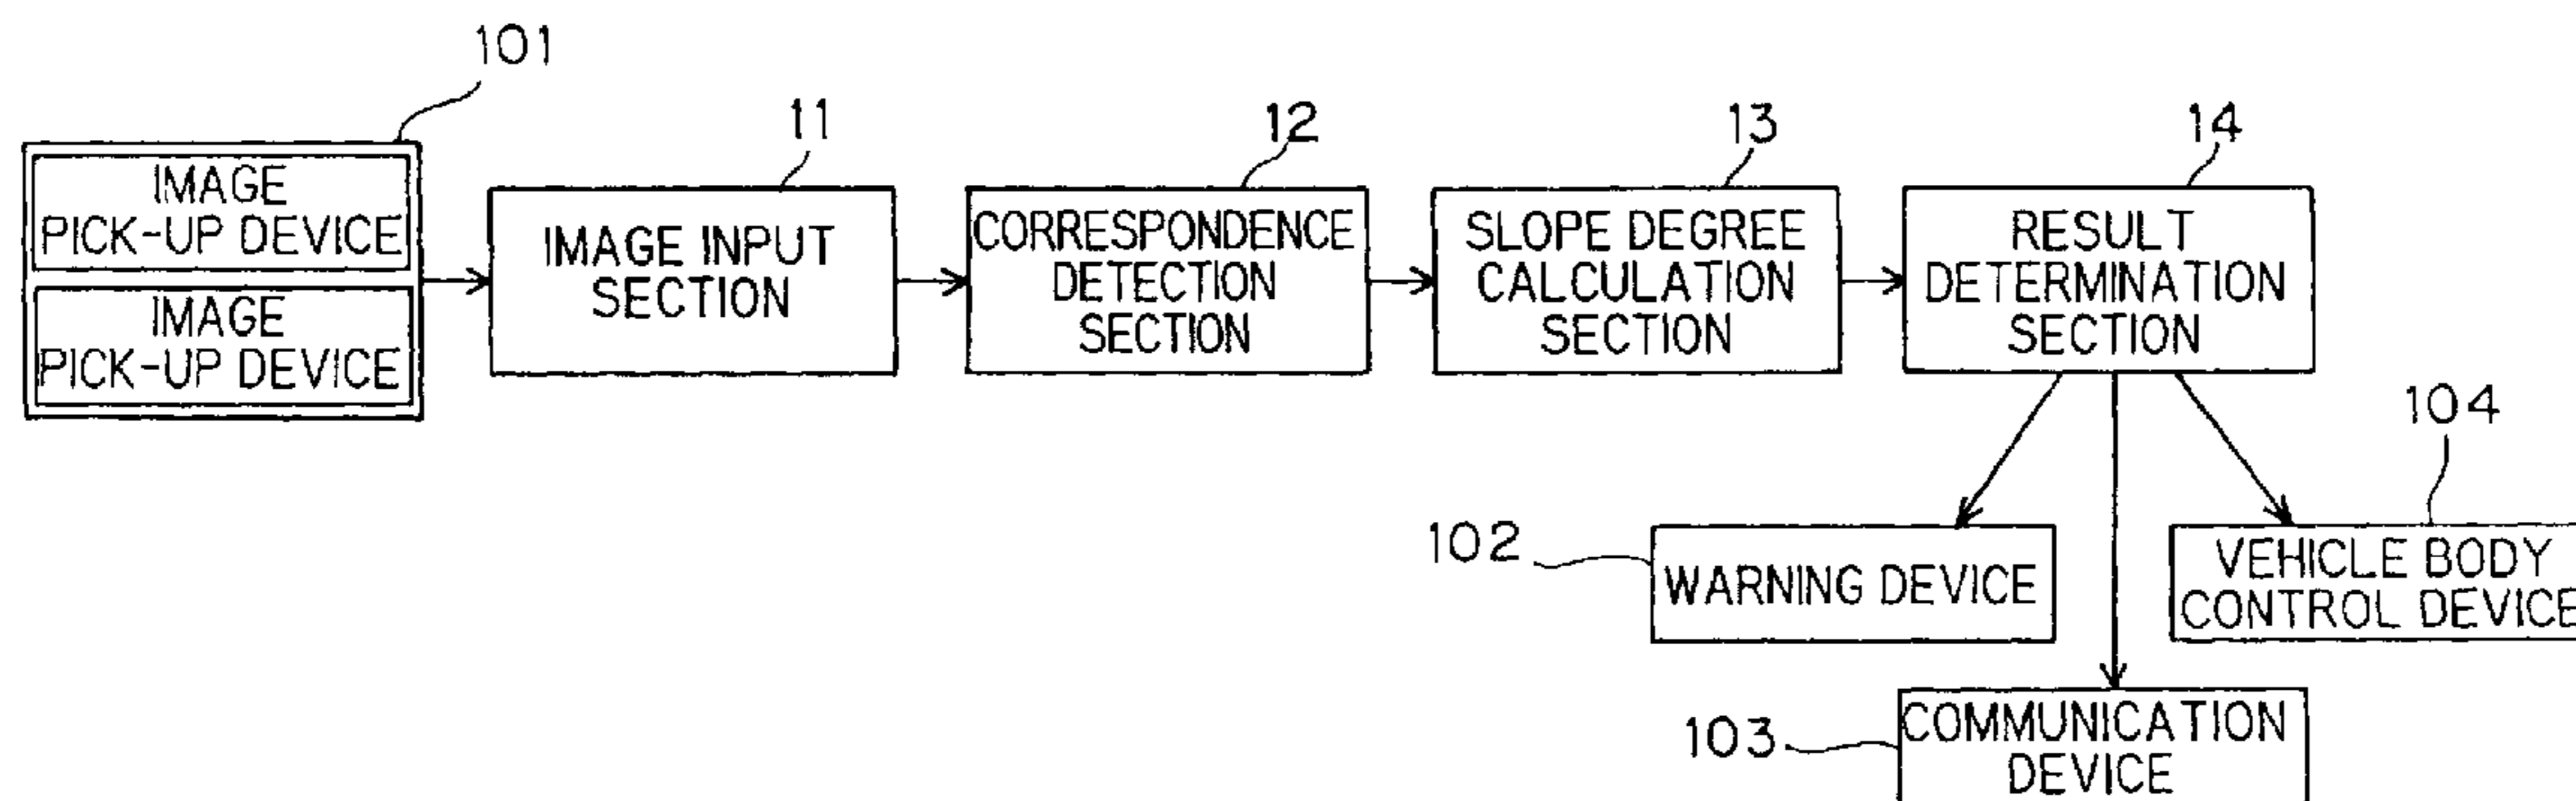 101
IMAGE
PICK-UP DEVICE
IMAGE
PICK-UP DEVICE
11
IMAGE INPUT
SECTION
12
CORRESPONDENCE
DETECTION
SECTION
13
SLOPE DEGREE
CALCULATION
SECTION
14
RESULT
DETERMINATION
SECTION
102
WARNING DEVICE
104
VEHICLE BODY
CONTROL DEVICE
103
COMMUNICATION
DEVICE